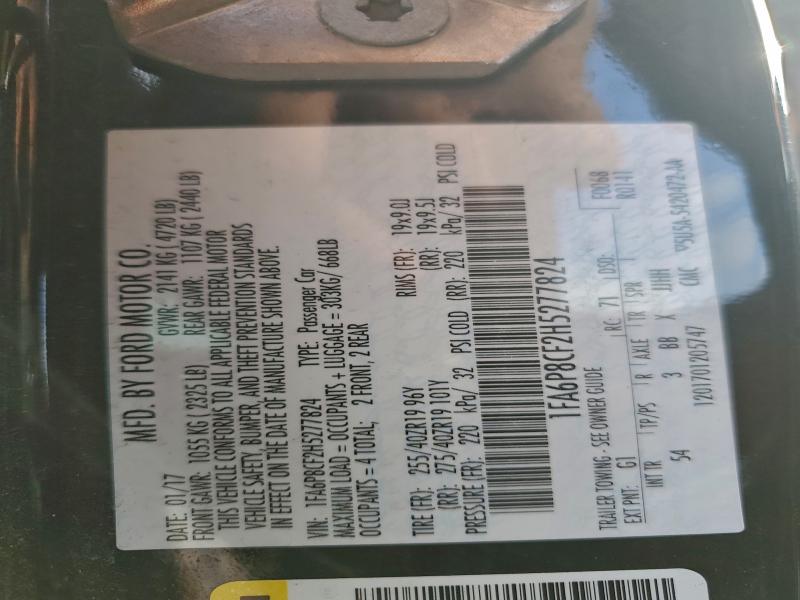 MFD. BY FORD MOTOR CO.
DATE: 01/17 GVWR: 2141 KG ( 4720 LB)
FRONT GAWR: 1055 KG ( 2325 LB) REAR GAWR: 1107 KG ( 2440 LB)
THIS VEHICLE CONFORMS TO ALL APPLICABLE FEDERAL MOTOR
VEHICLE SAFETY, BUMPER, AND THEFT PREVENTION STANDARDS
IN EFFECT ON THE DATE OF MANUFACTURE SHOWN ABOVE.
VIN: 1FA6P8CF2H5277824 TYPE: Passenger Car
MAXIMUM LOAD = OCCUPANTS + LUGGAGE = 303KG/ 668LB
OCCUPANTS = 4 TOTAL; 2 FRONT, 2 REAR
TIRE (FR): 255/40ZR19 96Y RIMS (FR): 19x9.0J
(RR): 275/40ZR19 101Y (RR): 19x9.5J
PRESSURE (FR): 220 kPa/ 32 PSI COLD (RR): 220 kPa/ 32 PSI COLD
1FA6P8CF2H5277824
TRAILER TOWING - SEE OWNER GUIDE F0068
EXT PNT: G1 RC: 71 DSO: R0141
INT TR TP/PS R AXLE TR SPR
54 3 BB X JJHH
1201701205747 CMC